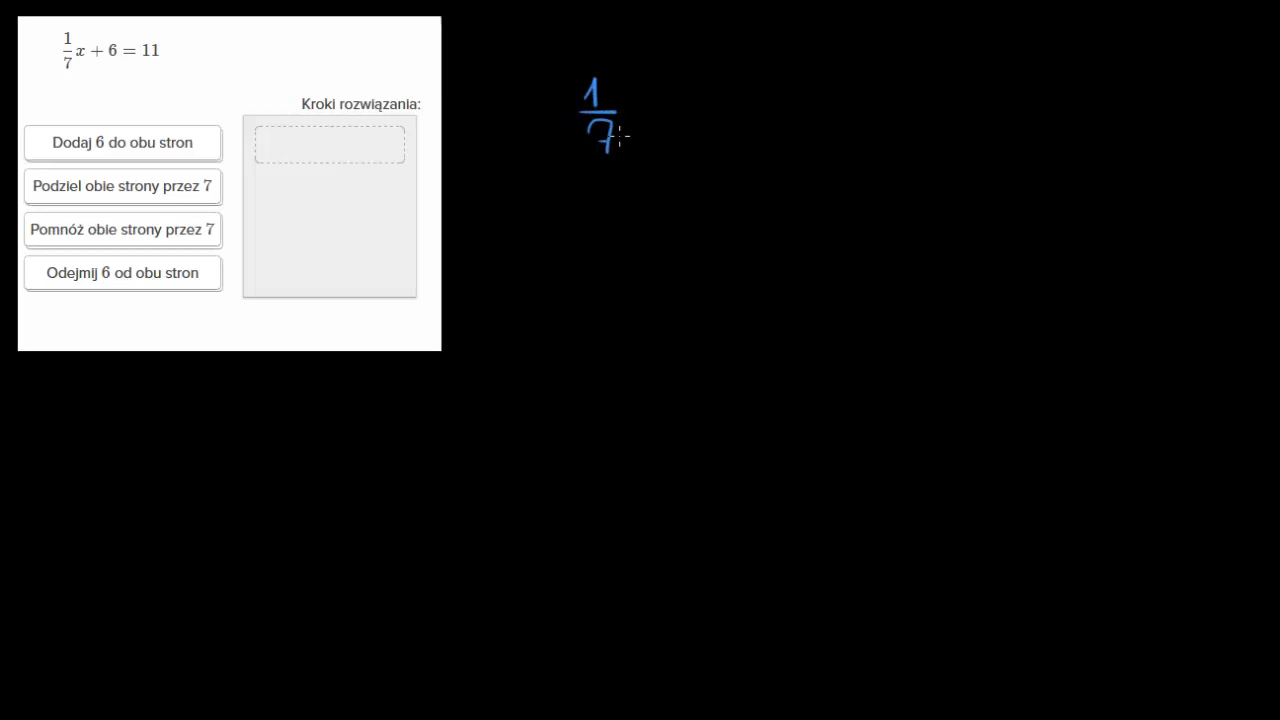 1/7 x + 6 = 11
Kroki rozwiązania:
Dodaj 6 do obu stron
Podziel obie strony przez 7
Pomnóż obie strony przez 7
Odejmij 6 od obu stron
1/7